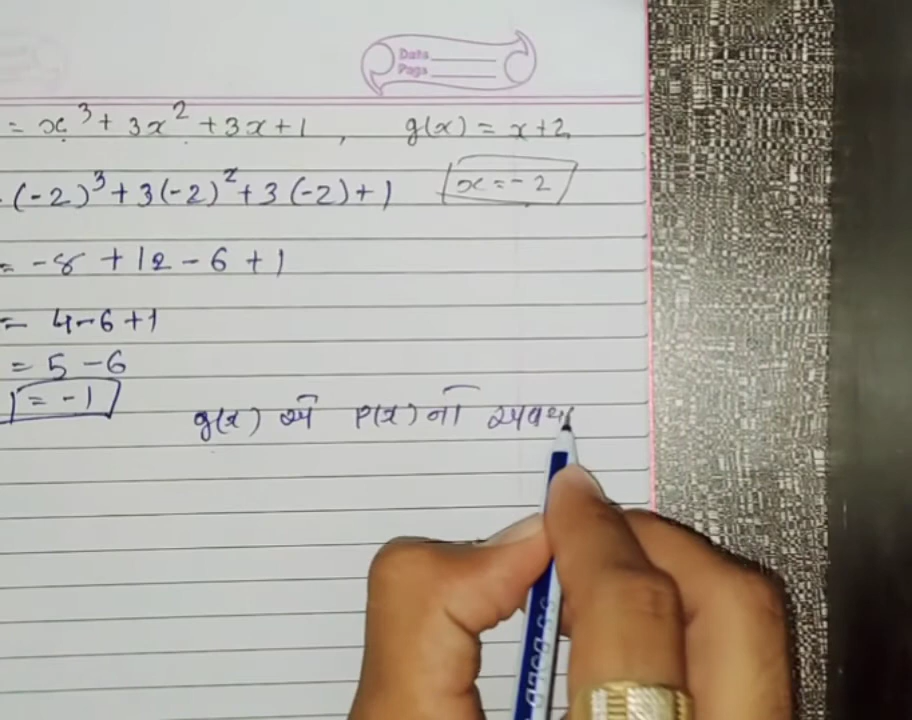 Date
Page
= x³ + 3x² + 3x + 1, g(x) = x + 2
(-2)³ + 3(-2)² + 3(-2) + 1 x = -2
= -8 + 12 - 6 + 1
= 4 - 6 + 1
= 5 - 6
= -1
g(x) એ P(x) નો અવય